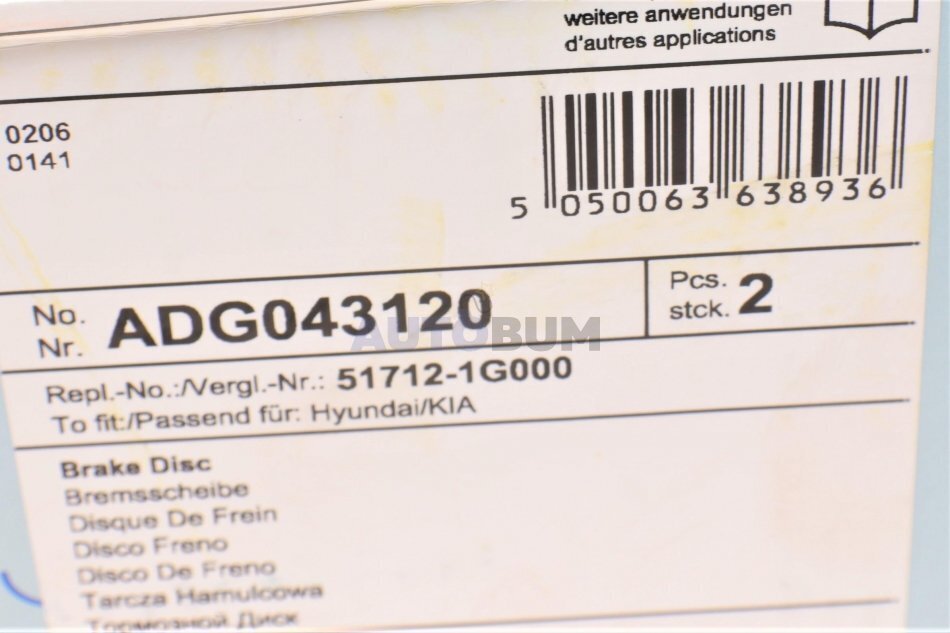 weitere anwendungen
d'autres applications
0206
0141
5 050063 638936
No.
Nr.
ADG043120
Pcs.
stck. 2
AUTOBUM
Repl.-No.:/Vergl.-Nr.: 51712-1G000
To fit:/Passend für: Hyundai/KIA
Brake Disc
Bremsscheibe
Disque De Frein
Disco Freno
Disco De Freno
Tarcza Hamulcowa
Тормозной Диск